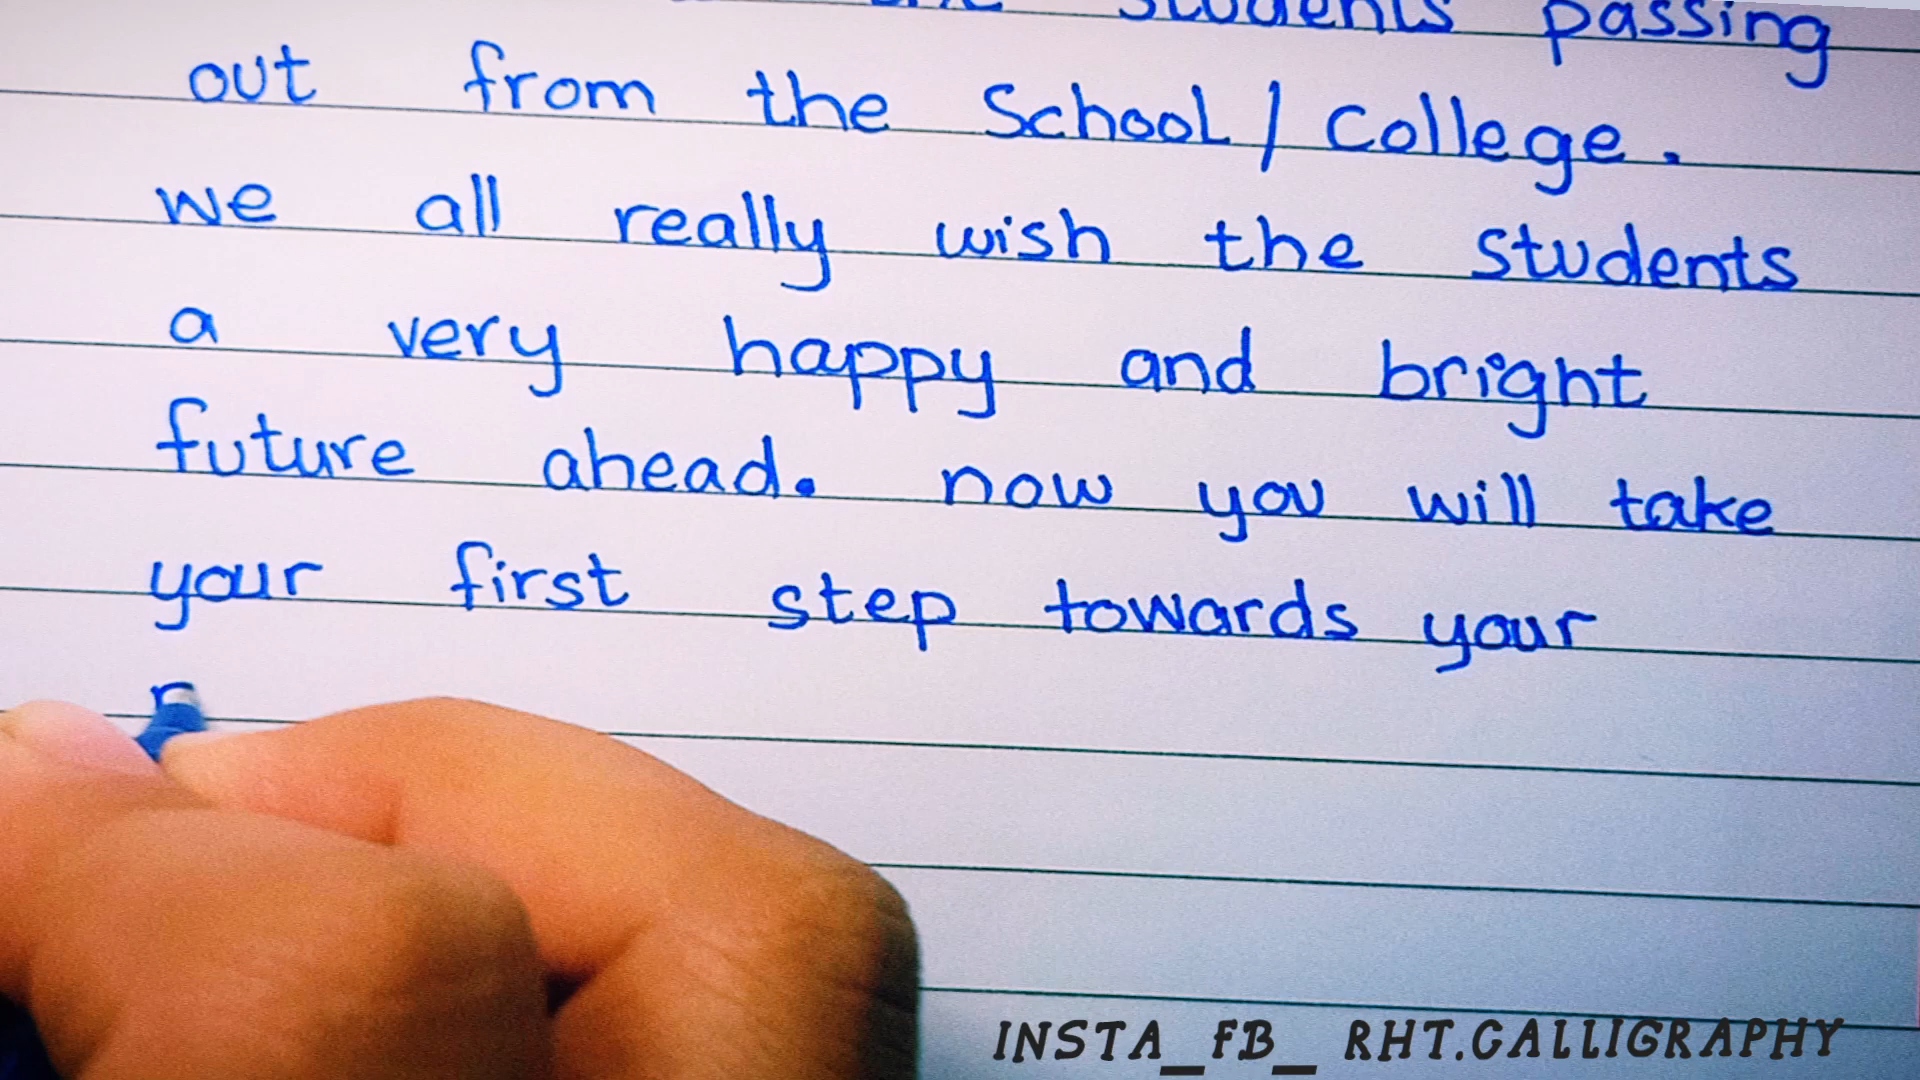 students passing
out from the School / College.
we all really wish the students
a very happy and bright
future ahead. now you will take
your first step towards your
INSTA_FB_ RHT.CALLIGRAPHY